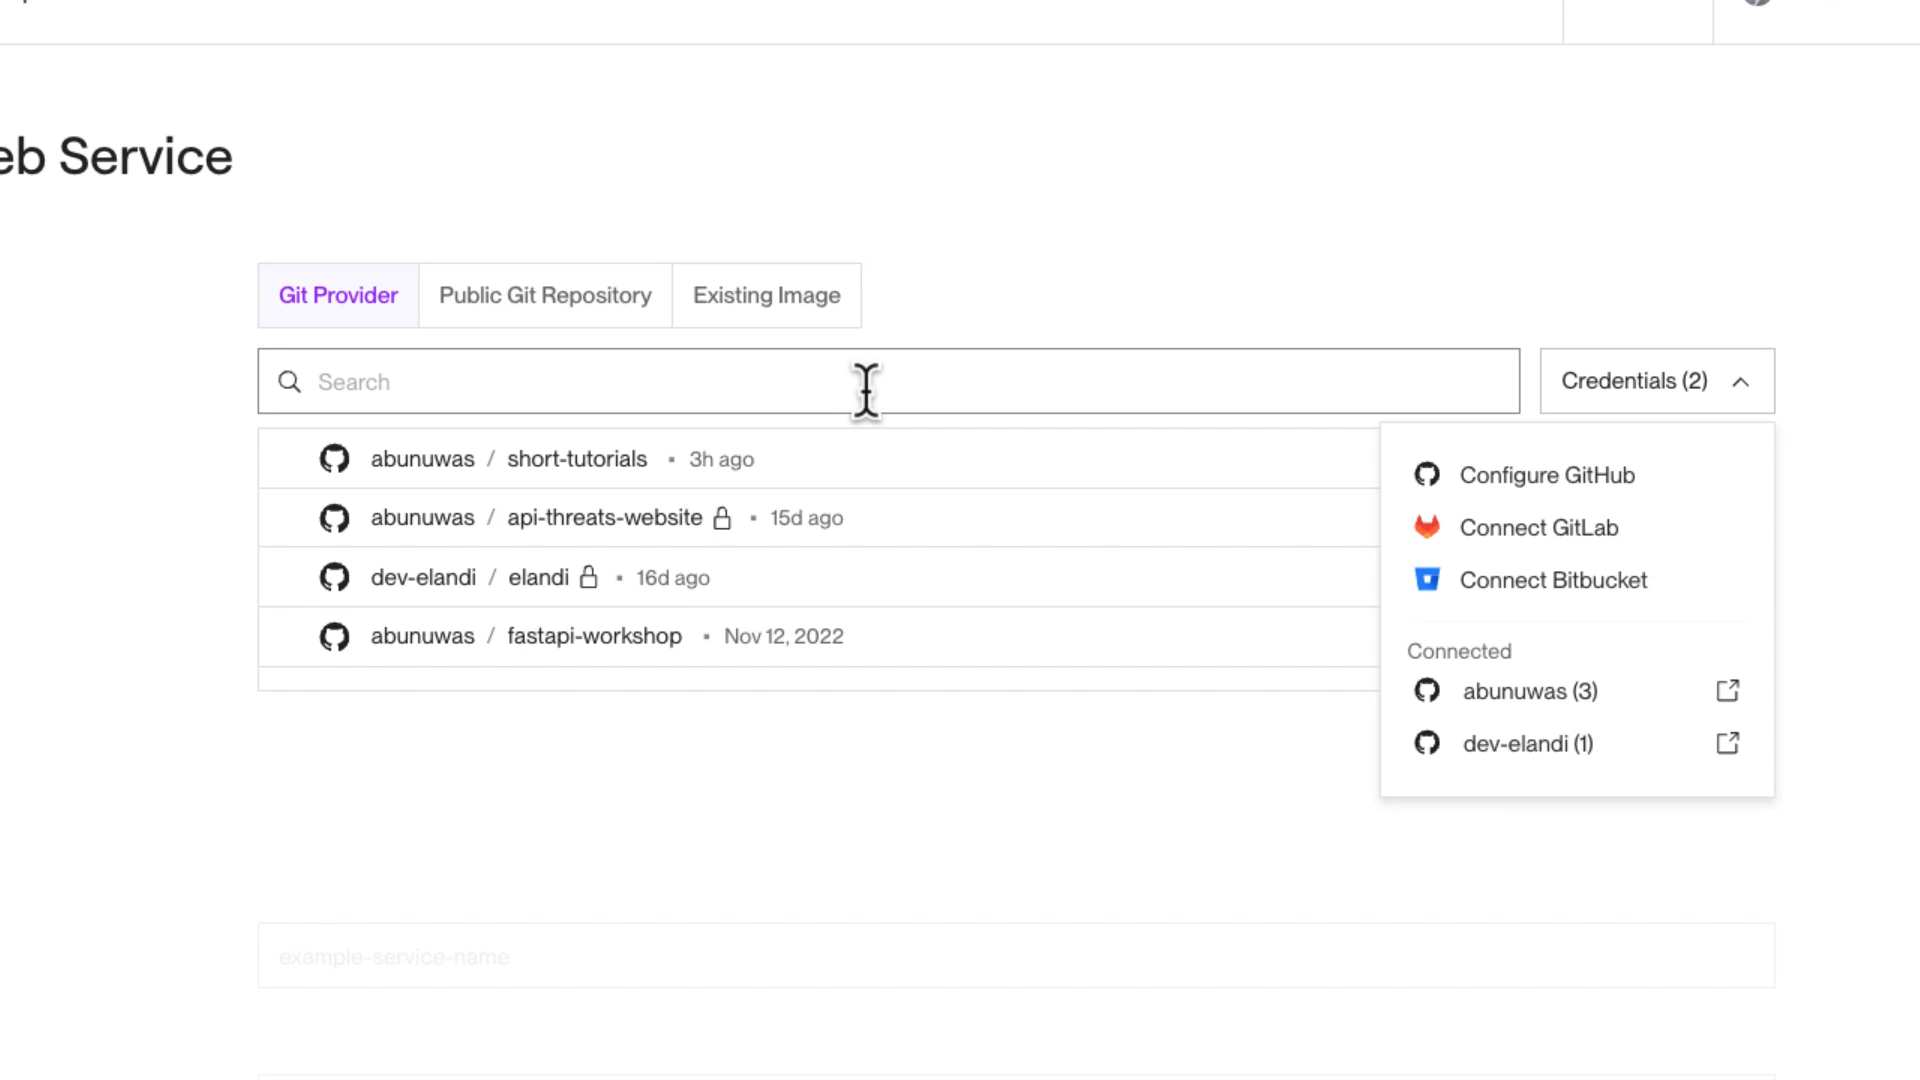 eb Service
Git Provider
Public Git Repository
Existing Image
Search
Credentials (2)
abunuwas / short-tutorials • 3h ago
abunuwas / api-threats-website • 15d ago
dev-elandi / elandi • 16d ago
abunuwas / fastapi-workshop • Nov 12, 2022
Configure GitHub
Connect GitLab
Connect Bitbucket
Connected
abunuwas (3)
dev-elandi (1)
example-service-name